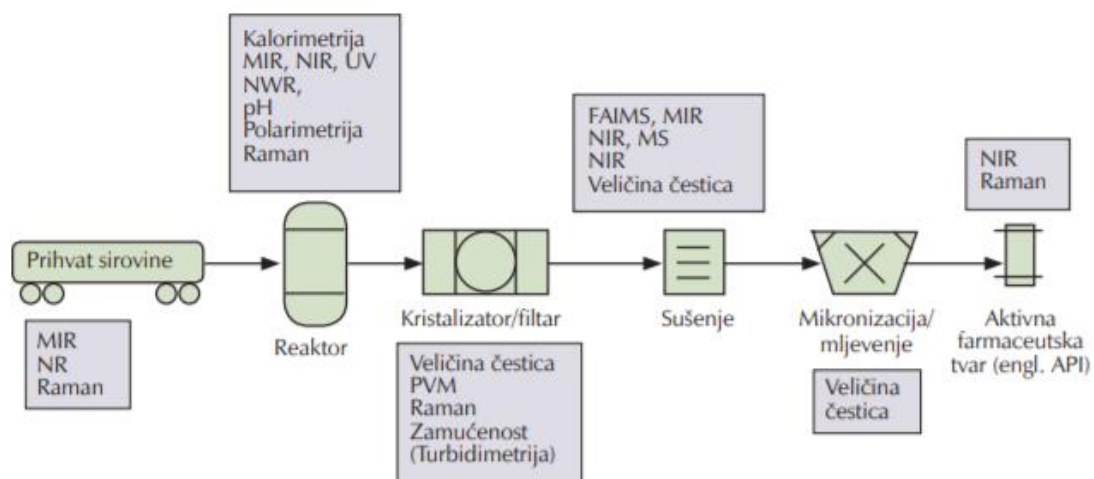 Kalorimetrija
MIR, NIR, UV
NWR,
pH
Polarimetrija
Raman
FAIMS, MIR
NIR, MS
NIR
Veličina čestica
NIR
Raman
Prihvat sirovine
MIR
NR
Raman
Reaktor
Kristalizator/filtar
Veličina čestica
PVM
Raman
Zamućenost
(Turbidimetrija)
Sušenje
Mikronizacija/
mljevenje
Veličina
čestica
Aktivna
farmaceutska
tvar (engl. API)